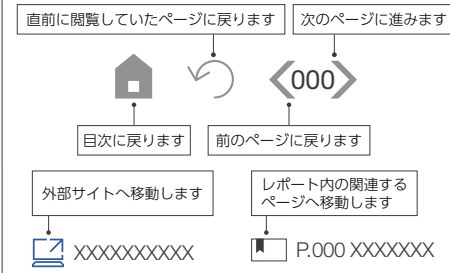 直前に閲覧していたページに戻ります
次のページに進みます
000
目次に戻ります
前のページに戻ります
外部サイトへ移動します
レポート内の関連する
ページへ移動します
XXXXXXXXXX
P.000 XXXXXXX